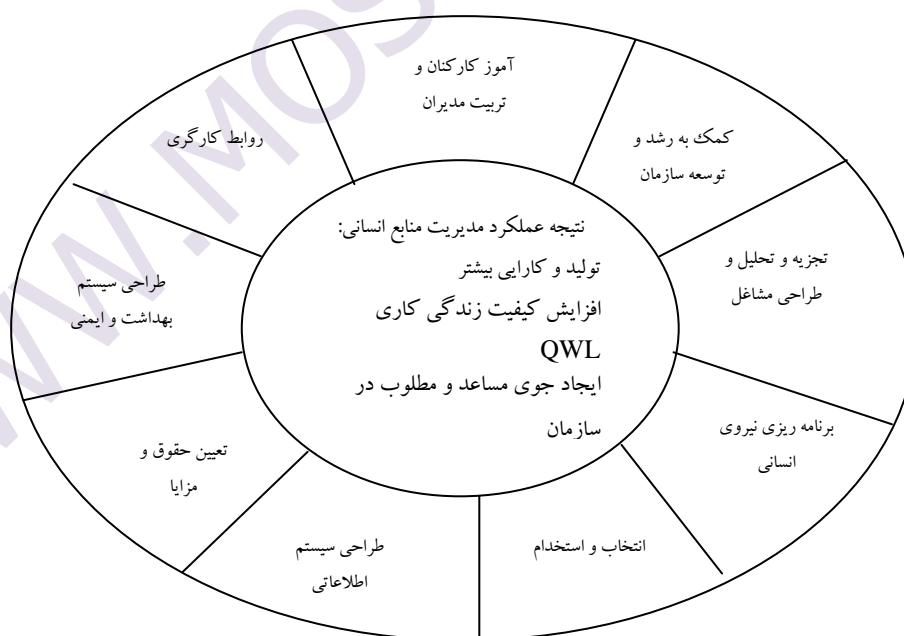 آموز کارکنان و
تربیت مدیران
کمک به رشد و
توسعه سازمان
تجزیه و تحلیل و
طراحی مشاغل
برنامه ریزی نیروی
انسانی
انتخاب و استخدام
طراحی سیستم
اطلاعاتی
تعیین حقوق و
مزایا
طراحی سیستم
بهداشت و ایمنی
روابط کارگری
نتیجه عملکرد مدیریت منابع انسانی:
تولید و کارایی بیشتر
افزایش کیفیت زندگی کاری
QWL
ایجاد جوی مساعد و مطلوب در
سازمان
WW.MOS